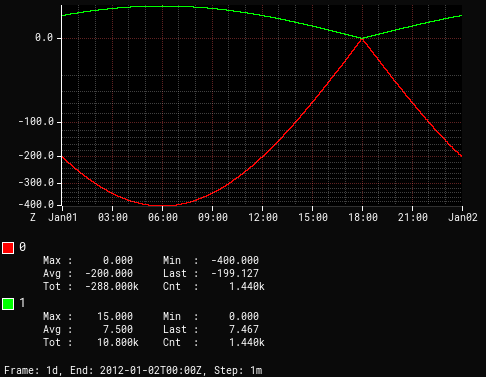 0.0
-100.0
-200.0
-300.0
-400.0
Z Jan01 03:00 06:00 09:00 12:00 15:00 18:00 21:00 Jan02
0
Max : 0.000 Min : -400.000
Avg : -200.000 Last : -199.127
Tot : -288.000k Cnt : 1.440k
1
Max : 15.000 Min : 0.000
Avg : 7.500 Last : 7.467
Tot : 10.800k Cnt : 1.440k
Frame: 1d, End: 2012-01-02T00:00Z, Step: 1m